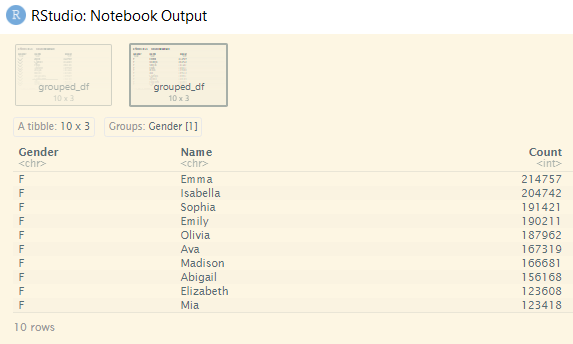 R RStudio: Notebook Output
grouped_df grouped_df
10 x 3 10 x 3
A tibble: 10 x 3 Groups: Gender [1]
Gender Name Count
<chr> <chr> <int>
F Emma 214757
F Isabella 204742
F Sophia 191421
F Emily 190211
F Olivia 187962
F Ava 167319
F Madison 166681
F Abigail 156168
F Elizabeth 123608
F Mia 123418
10 rows